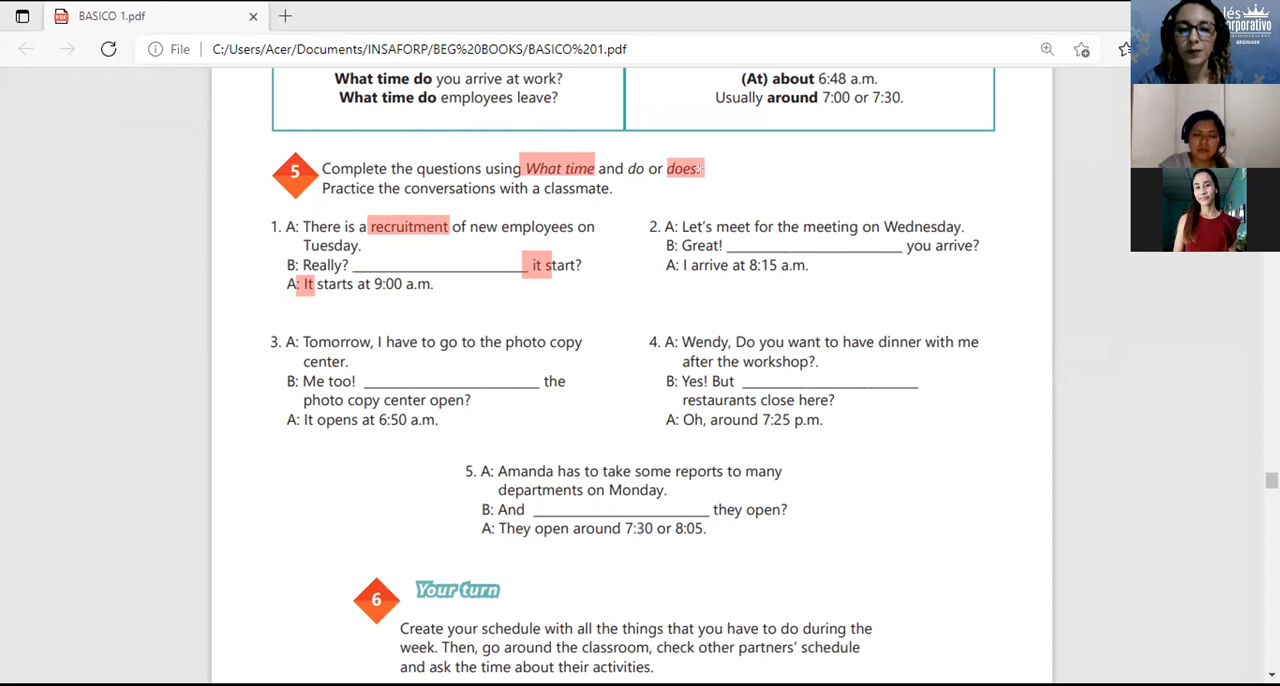 BASICO 1.pdf
File
C:/Users/Acer/Documents/INSAFORP/BEG%20BOOKS/BASICO%201.pdf
What time do you arrive at work?
What time do employees leave?
(At) about 6:48 a.m.
Usually around 7:00 or 7:30.
5
Complete the questions using What time and do or does.
Practice the conversations with a classmate.
1. A: There is a recruitment of new employees on
Tuesday.
B: Really? ______________________ it start?
A: It starts at 9:00 a.m.
2. A: Let's meet for the meeting on Wednesday.
B: Great! ______________________ you arrive?
A: I arrive at 8:15 a.m.
3. A: Tomorrow, I have to go to the photo copy
center.
B: Me too! ______________________ the
photo copy center open?
A: It opens at 6:50 a.m.
4. A: Wendy, Do you want to have dinner with me
after the workshop?.
B: Yes! But ______________________
restaurants close here?
A: Oh, around 7:25 p.m.
5. A: Amanda has to take some reports to many
departments on Monday.
B: And ______________________ they open?
A: They open around 7:30 or 8:05.
6
Your turn
Create your schedule with all the things that you have to do during the
week. Then, go around the classroom, check other partners' schedule
and ask the time about their activities.
BEGINNER